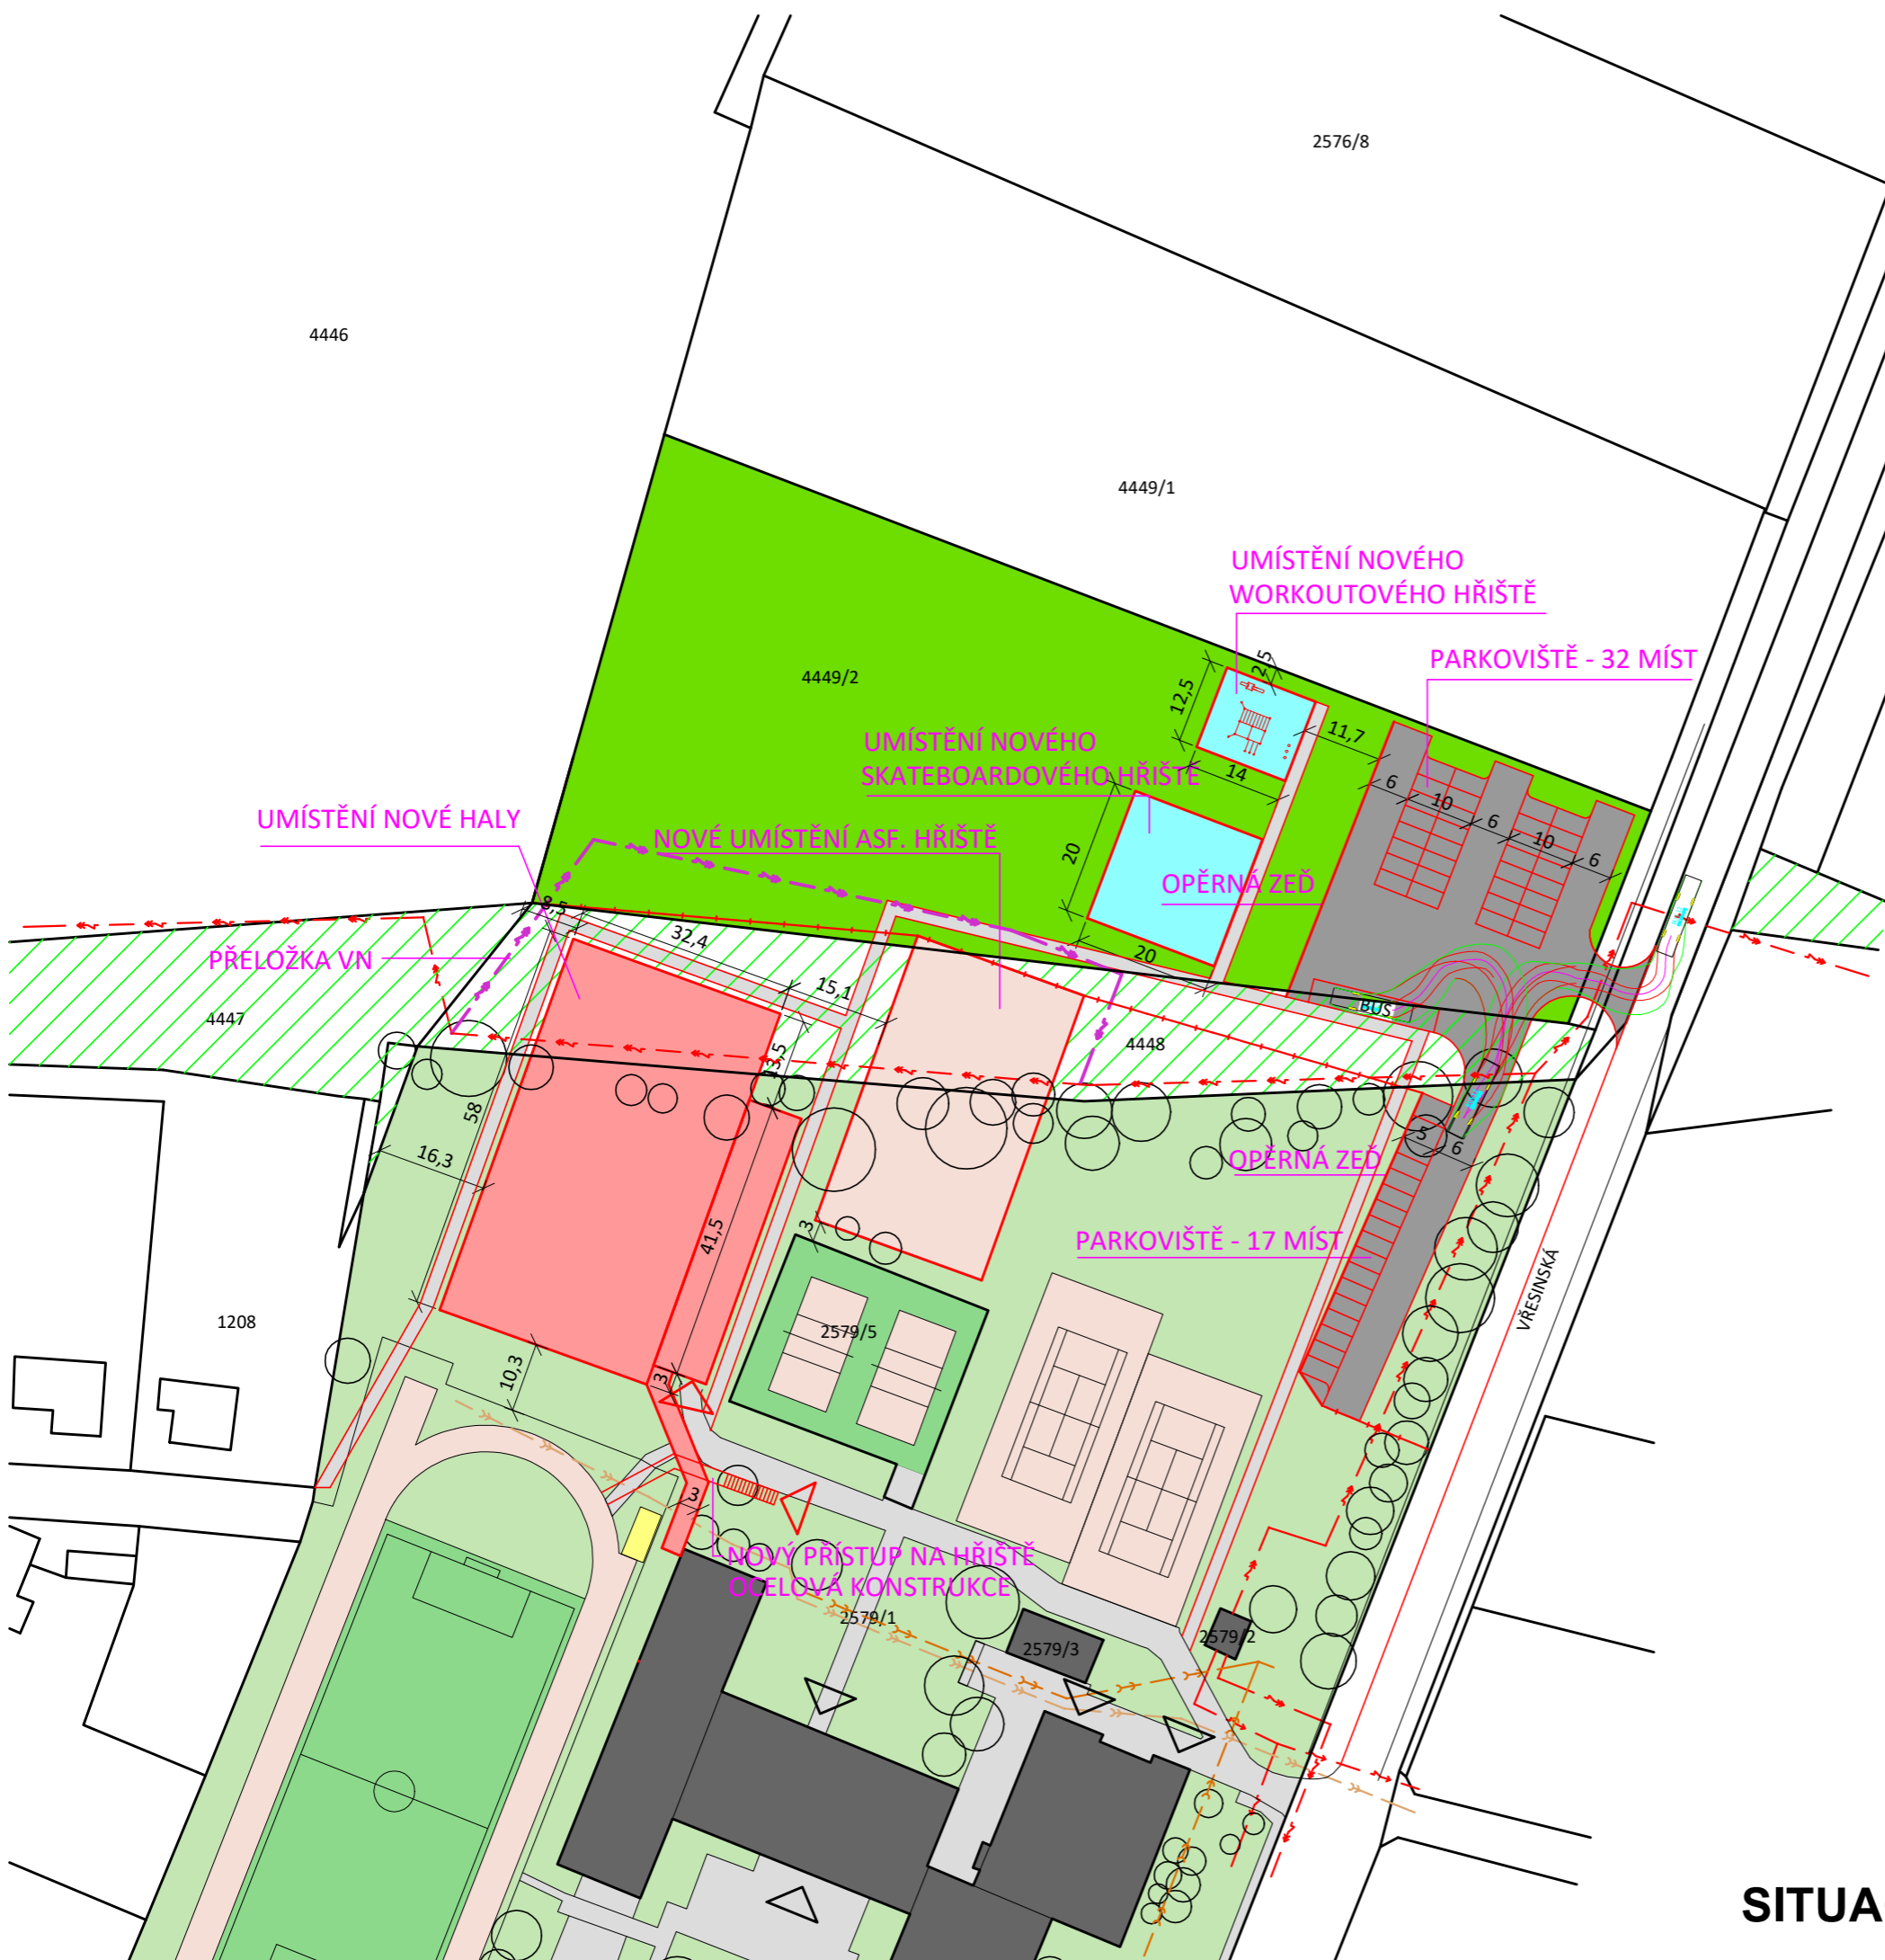 2576/8
4446
4449/1
UMÍSTĚNÍ NOVÉHO
WORKOUTOVÉHO HŘIŠTĚ
PARKOVIŠTĚ - 32 MÍST
4449/2
2,5
12,5
11,7
14
UMÍSTĚNÍ NOVÉHO
SKATEBOARDOVÉHO HŘIŠTĚ
6
10
6
10
6
UMÍSTĚNÍ NOVÉ HALY
NOVÉ UMÍSTĚNÍ ASF. HŘIŠTĚ
20
OPĚRNÁ ZEĎ
8,5
32,4
20
PŘELOŽKA VN
15,1
BUS
4447
4448
13,5
58
16,3
5
6
OPĚRNÁ ZEĎ
41,5
3
PARKOVIŠTĚ - 17 MÍST
VŘESINSKÁ
1208
2579/5
10,3
3
3
NOVÝ PŘÍSTUP NA HŘIŠTĚ
OCELOVÁ KONSTRUKCE
2579/1
2579/3
2579/2
SITUA